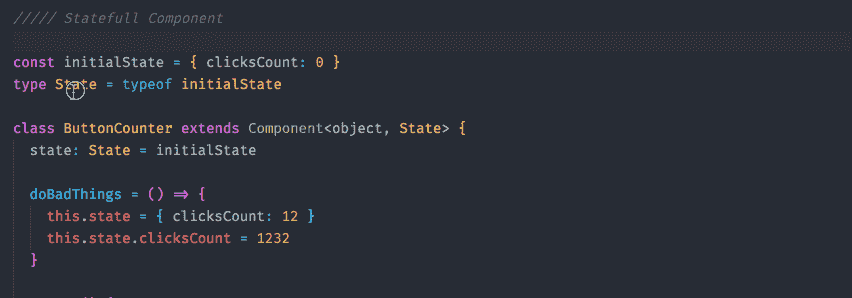 ///// Statefull Component
const initialState = { clicksCount: 0 }
type State = typeof initialState
class ButtonCounter extends Component<object, State> {
state: State = initialState
doBadThings = () => {
this.state = { clicksCount: 12 }
this.state.clicksCount = 1232
}